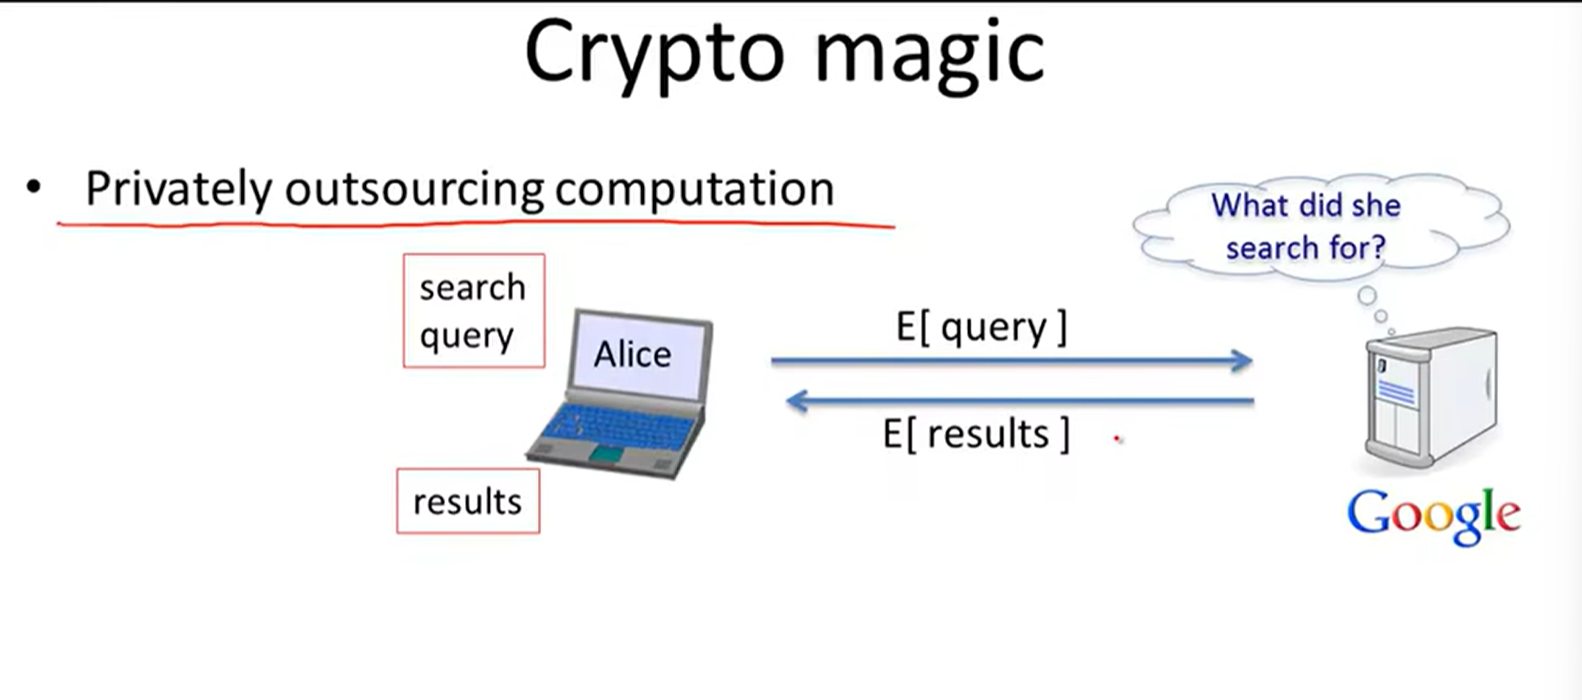 Crypto magic
• Privately outsourcing computation
What did she
search for?
search
query
Alice
E[ query ]
E[ results ]
results
Google